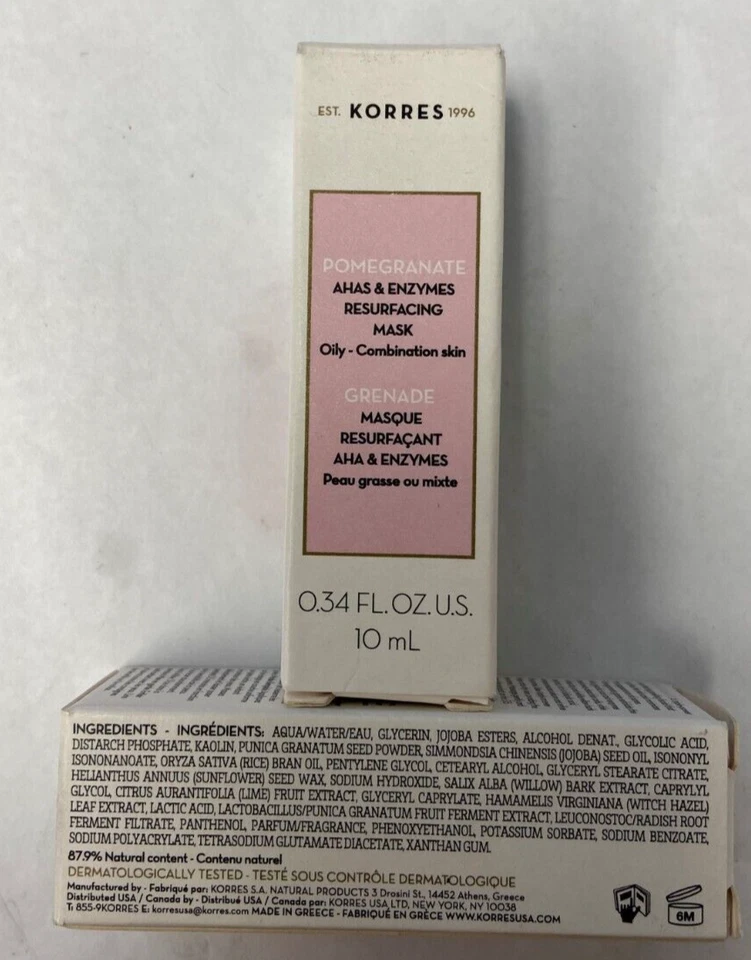 EST. KORRES 1996
POMEGRANATE
AHAS & ENZYMES
RESURFACING
MASK
Oily - Combination skin
GRENADE
MASQUE
RESURFAÇANT
AHA & ENZYMES
Peau grasse ou mixte
0.34 FL. OZ. U.S.
10 mL
INGREDIENTS - INGRÉDIENTS: AQUA/WATER/EAU, GLYCERIN, JOJOBA ESTERS, ALCOHOL DENAT., GLYCOLIC ACID,
DISTARCH PHOSPHATE, KAOLIN, PUNICA GRANATUM SEED POWDER, SIMMONDSIA CHINENSIS (JOJOBA) SEED OIL, ISONONYL
ISONONANOATE, ORYZA SATIVA (RICE) BRAN OIL, PENTYLENE GLYCOL, CETEARYL ALCOHOL, GLYCERYL STEARATE CITRATE,
HELIANTHUS ANNUUS (SUNFLOWER) SEED WAX, SODIUM HYDROXIDE, SALIX ALBA (WILLOW) BARK EXTRACT, CAPRYLYL
GLYCOL, CITRUS AURANTIFOLIA (LIME) FRUIT EXTRACT, GLYCERYL CAPRYLATE, HAMAMELIS VIRGINIANA (WITCH HAZEL)
LEAF EXTRACT, LACTIC ACID, LACTOBACILLUS/PUNICA GRANATUM FRUIT FERMENT EXTRACT, LEUCONOSTOC/RADISH ROOT
FERMENT FILTRATE, PANTHENOL, PARFUM/FRAGRANCE, PHENOXYETHANOL, POTASSIUM SORBATE, SODIUM BENZOATE,
SODIUM POLYACRYLATE, TETRASODIUM GLUTAMATE DIACETATE, XANTHAN GUM.
87.9% Natural content - Contenu naturel
DERMATOLOGICALLY TESTED - TESTÉ SOUS CONTRÔLE DERMATOLOGIQUE
Manufactured by - Fabriqué par: KORRES S.A. NATURAL PRODUCTS 3 Drosini St., 14452 Athens, Greece
Distributed USA / Canada by - Distribué USA / Canada par: KORRES USA LTD, NEW YORK, NY 10038
T: 855-9KORRES E: korresusa@korres.com MADE IN GREECE - FABRIQUÉ EN GRÈCE WWW.KORRESUSA.COM
6M